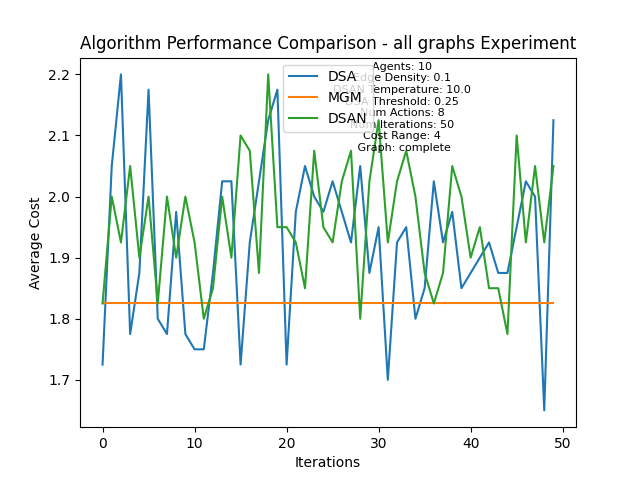 Algorithm Performance Comparison - all graphs Experiment
Agents: 10
Edge Density: 0.1
DSAN Temperature: 10.0
DSA Threshold: 0.25
Num Actions: 8
Num Iterations: 50
Cost Range: 4
Graph: complete
DSA
MGM
DSAN
Average Cost
2.2
2.1
2.0
1.9
1.8
1.7
0 10 20 30 40 50
Iterations